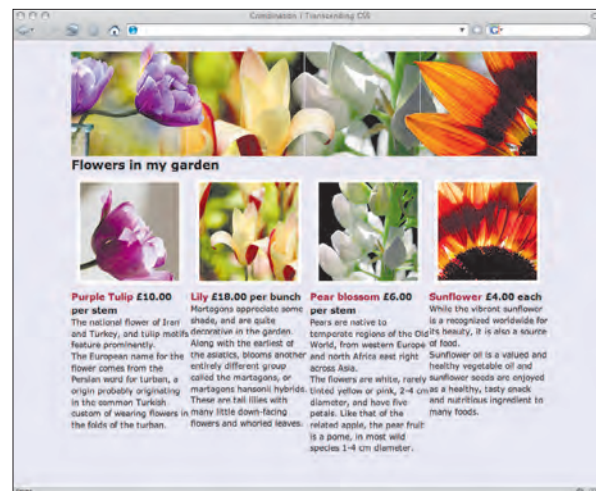 Combination / Transcending CSS
Flowers in my garden
Purple Tulip £10.00
per stem
The national flower of Iran
and Turkey, and tulip motifs
feature prominently.
The European name for the
flower comes from the
Persian word for turban, a
origin probably originating
in the common Turkish
custom of wearing flowers in
the folds of the turban.
Lily £18.00 per bunch
Martagons appreciate some
shade, and are quite
decorative in the garden.
Along with the earliest of
the asiatics, blooms another
entirely different group
called the martagons, or
martagons hansonii hybrids.
These are tall lilies with
many little down-facing
flowers and whorled leaves.
Pear blossom £6.00
per stem
Pears are native to
temperate regions of the Old
World, from western Europe
and north Africa east right
across Asia.
The flowers are white, rarely
tinted yellow or pink, 2-4 cm
diameter, and have five
petals. Like that of the
related apple, the pear fruit
is a pome, in most wild
species 1-4 cm diameter.
Sunflower £4.00 each
While the vibrant sunflower
is a recognized worldwide for
its beauty, it is also a source
of food.
Sunflower oil is a valued and
healthy vegetable oil and
sunflower seeds are enjoyed
as a healthy, tasty snack
and nutritious ingredient to
many foods.